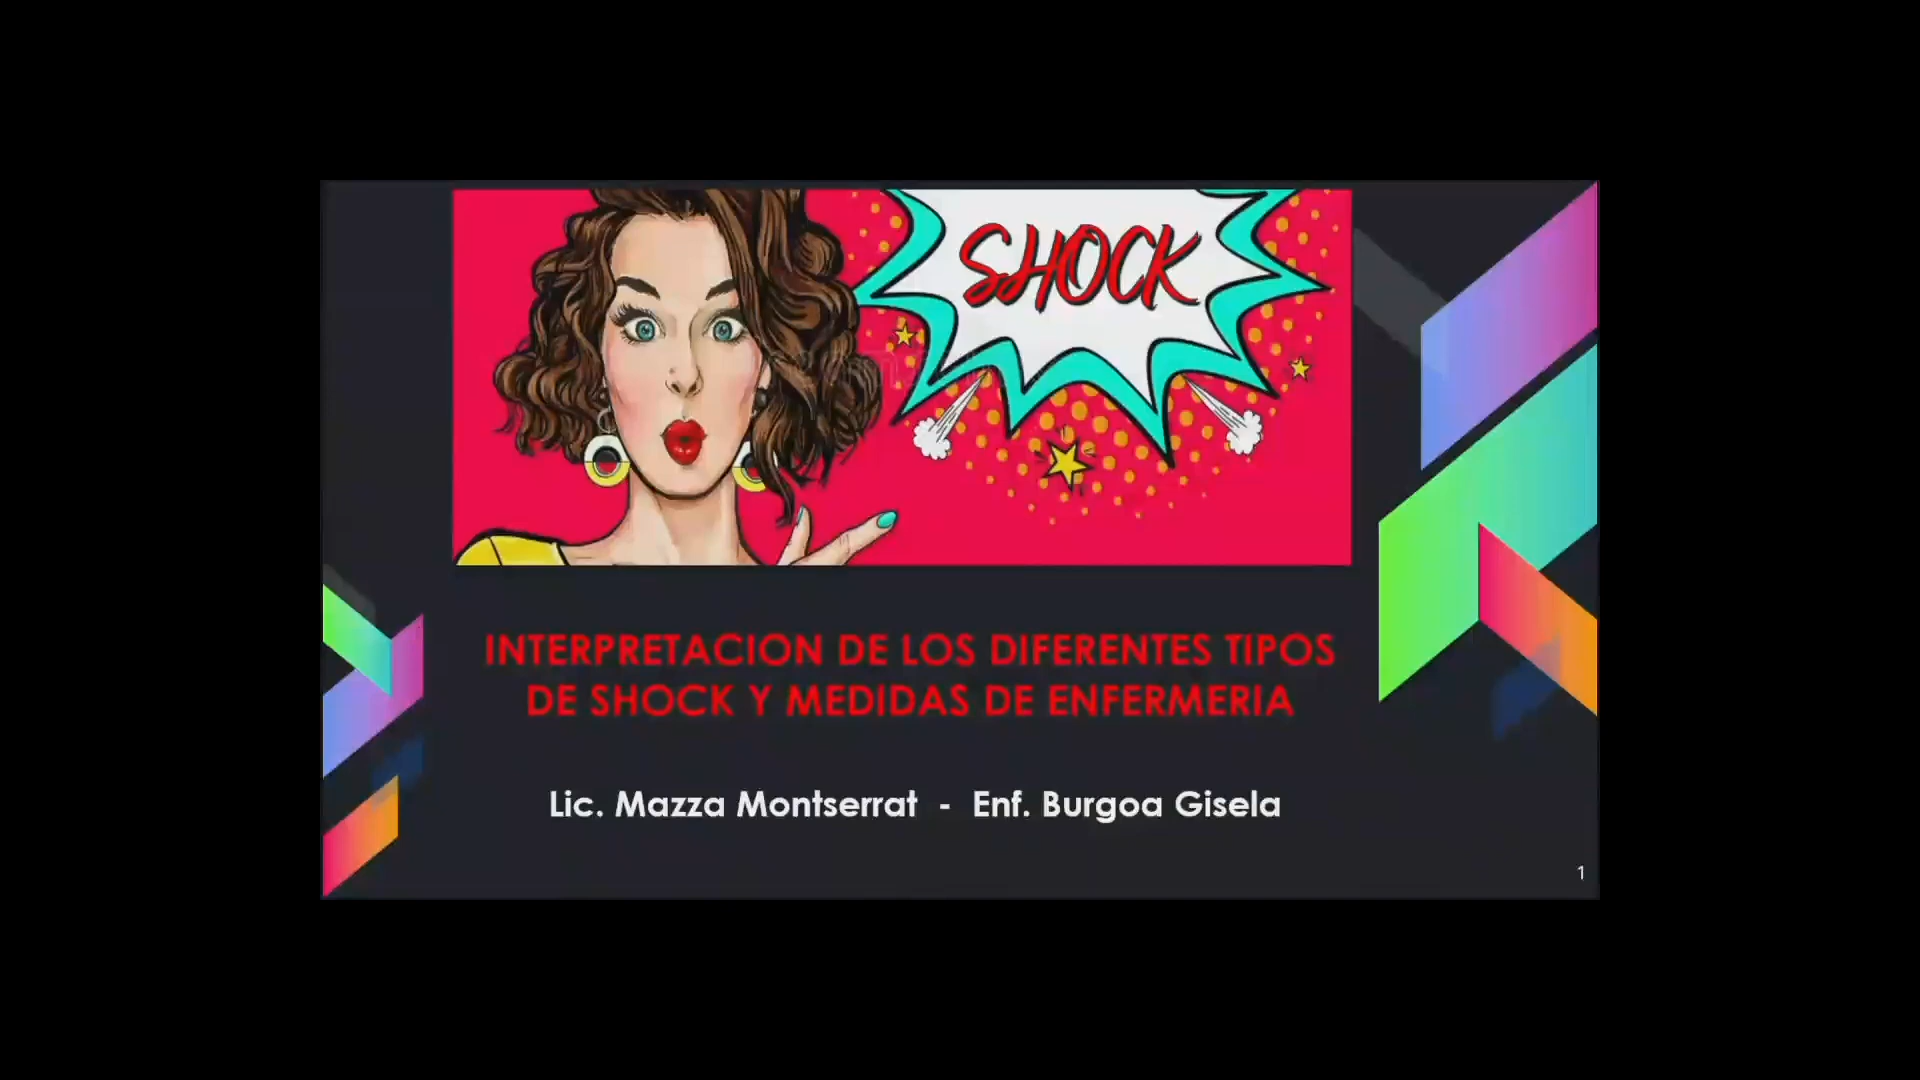 SHOCK
INTERPRETACION DE LOS DIFERENTES TIPOS
DE SHOCK Y MEDIDAS DE ENFERMERIA
Lic. Mazza Montserrat - Enf. Burgoa Gisela
1